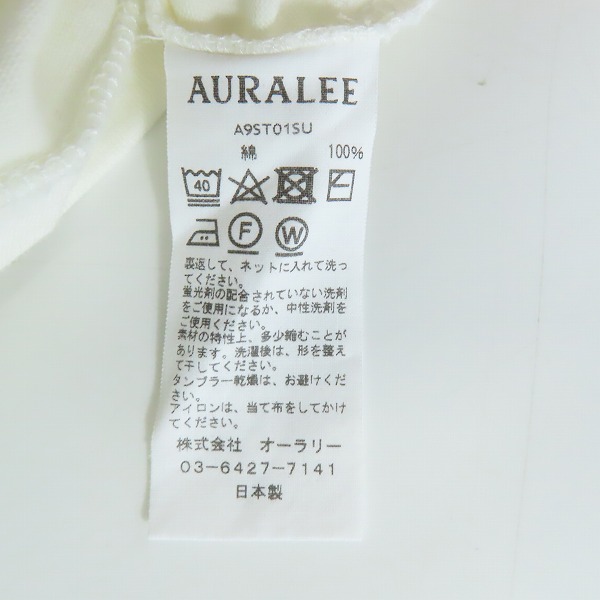 AURALEE
A9ST01SU
綿 100%
40
F W
裏返して、ネットに入れて洗っ
てください。
蛍光剤の配合されていない洗剤
をご使用になるか、中性洗剤を
ご使用ください。
素材の特性上、多少縮むことが
あります。洗濯後は、形を整え
て干してください。
タンブラー乾燥は、お避けくだ
さい。
アイロンは、当て布をしてかけ
てください。
株式会社 オーラリー
03-6427-7141
日本製